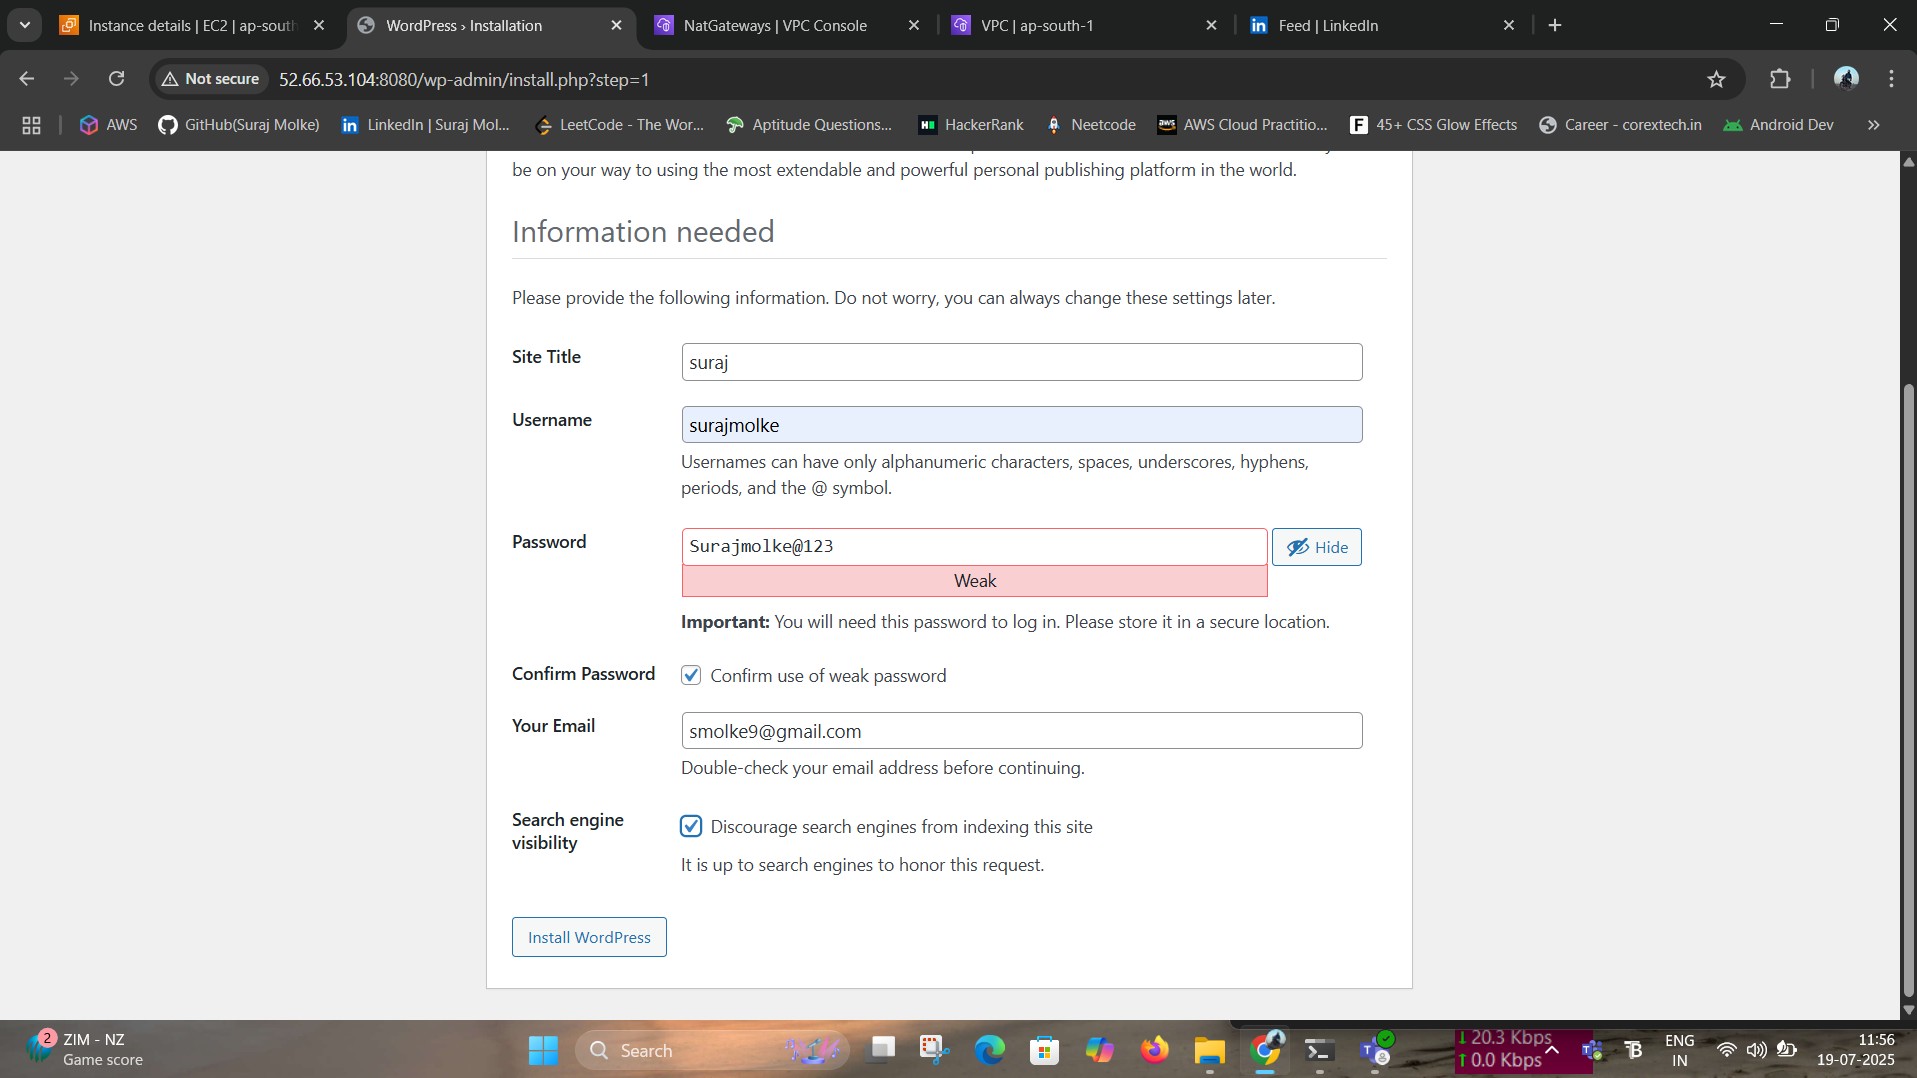 Instance details | EC2 | ap-south
WordPress › Installation
NatGateways | VPC Console
VPC | ap-south-1
Feed | LinkedIn
Not secure
52.66.53.104:8080/wp-admin/install.php?step=1
AWS
GitHub(Suraj Molke)
LinkedIn | Suraj Mol...
LeetCode - The Wor...
Aptitude Questions...
HackerRank
Neetcode
AWS Cloud Practitio...
45+ CSS Glow Effects
Career - corextech.in
Android Dev
be on your way to using the most extendable and powerful personal publishing platform in the world.
Information needed
Please provide the following information. Do not worry, you can always change these settings later.
Site Title
suraj
Username
surajmolke
Usernames can have only alphanumeric characters, spaces, underscores, hyphens,
periods, and the @ symbol.
Password
Surajmolke@123
Hide
Weak
Important: You will need this password to log in. Please store it in a secure location.
Confirm Password
Confirm use of weak password
Your Email
smolke9@gmail.com
Double-check your email address before continuing.
Search engine
visibility
Discourage search engines from indexing this site
It is up to search engines to honor this request.
Install WordPress
2
ZIM - NZ
Game score
Search
20.3 Kbps
0.0 Kbps
ENG
IN
11:56
19-07-2025